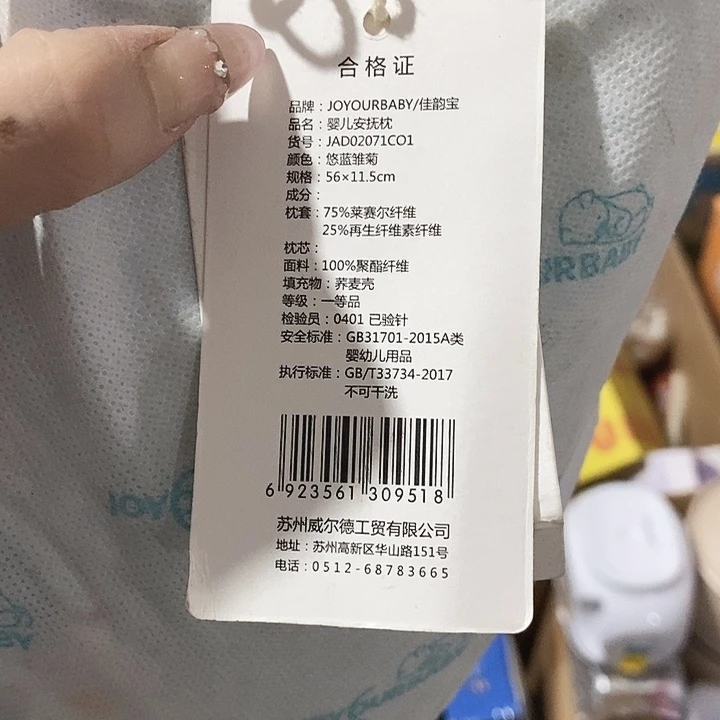 合格证
品牌：JOYOURBABY/佳韵宝
品名：婴儿安抚枕
货号：JAD02071CO1
颜色：悠蓝雏菊
规格：56×11.5cm
成分：
枕套：75%莱赛尔纤维
25%再生纤维素纤维
枕芯：
面料：100%聚酯纤维
填充物：荞麦壳
等级：一等品
检验员：0401 已验针
安全标准：GB31701-2015A类
婴幼儿用品
执行标准：GB/T33734-2017
不可干洗
6 923561 309518
苏州威尔德工贸有限公司
地址：苏州高新区华山路151号
电话：0512-68783665
URBABY
JOY